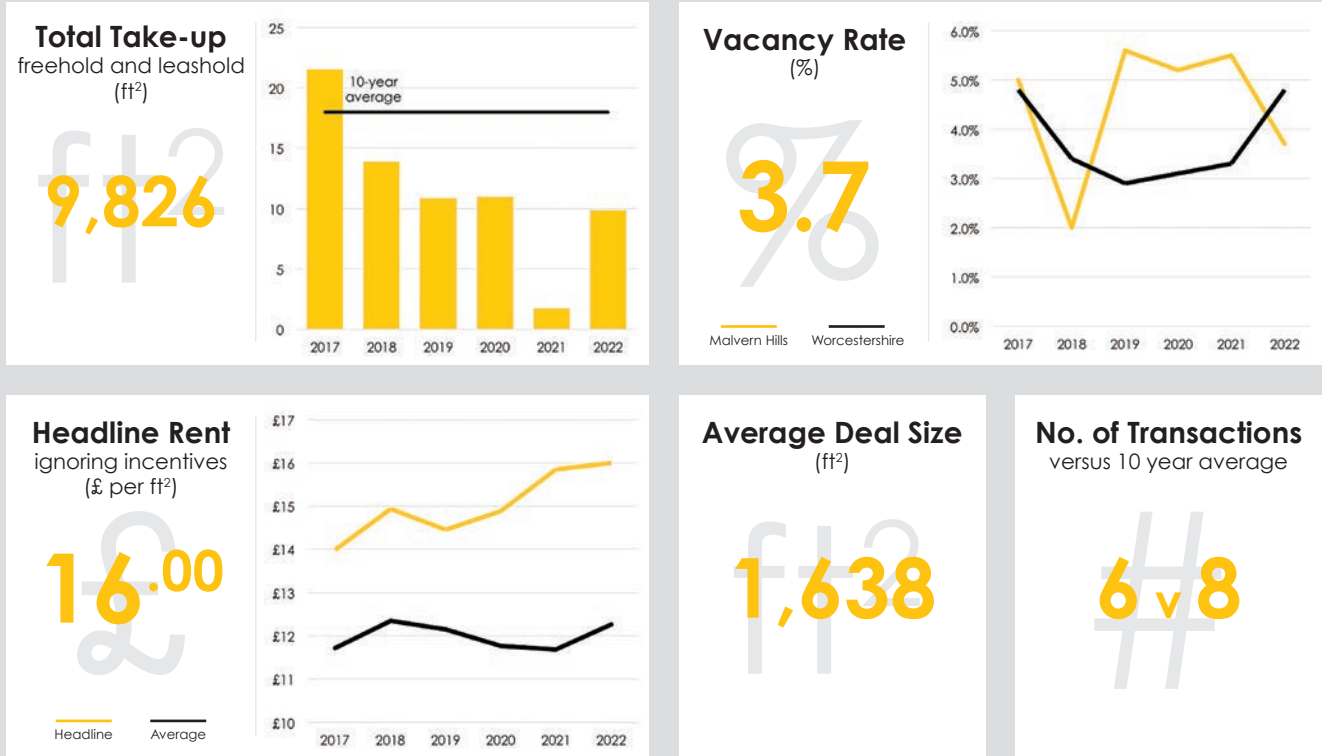 Total Take-up
freehold and leashold
(ft²)
ft2
9,826
25
20
15
10
5
0
10-year
average
2017 2018 2019 2020 2021 2022
Vacancy Rate
(%)
%
3.7
Malvern Hills Worcestershire
6.0%
5.0%
4.0%
3.0%
2.0%
1.0%
0.0%
2017 2018 2019 2020 2021 2022
Headline Rent
ignoring incentives
(£ per ft²)
£
16.00
Headline Average
£17
£16
£15
£14
£13
£12
£11
£10
2017 2018 2019 2020 2021 2022
Average Deal Size
(ft²)
ft2
1,638
No. of Transactions
versus 10 year average
#
6 v 8